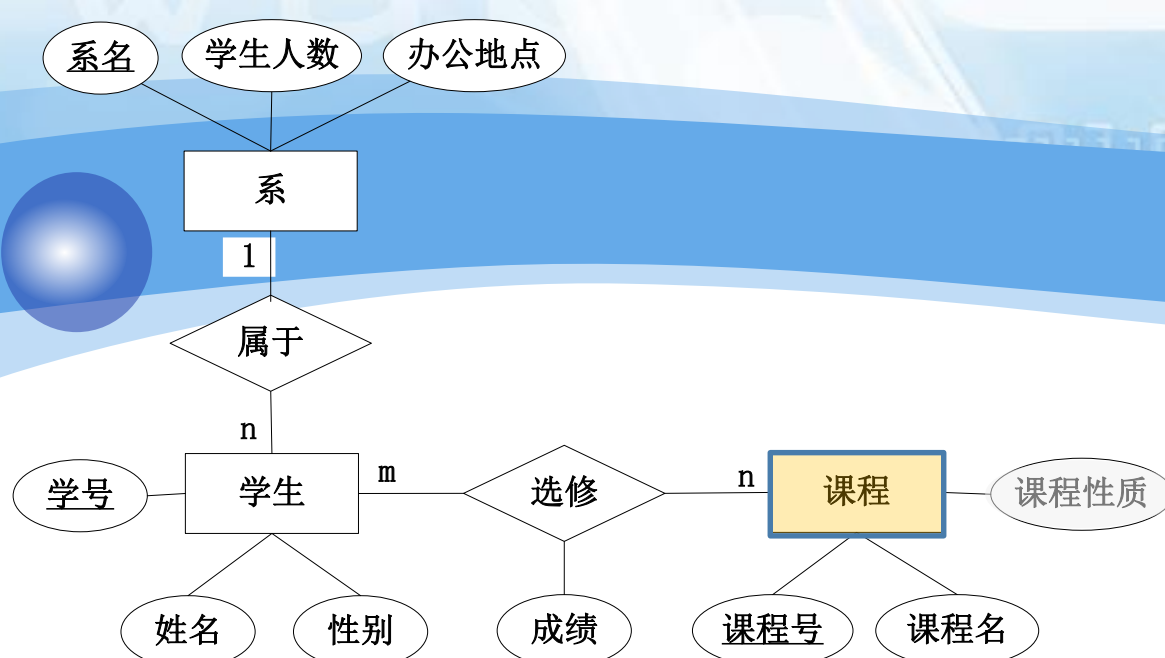 系名 学生人数 办公地点
系
1
属于
n
学号 学生 m 选修 n 课程 课程性质
姓名 性别 成绩 课程号 课程名